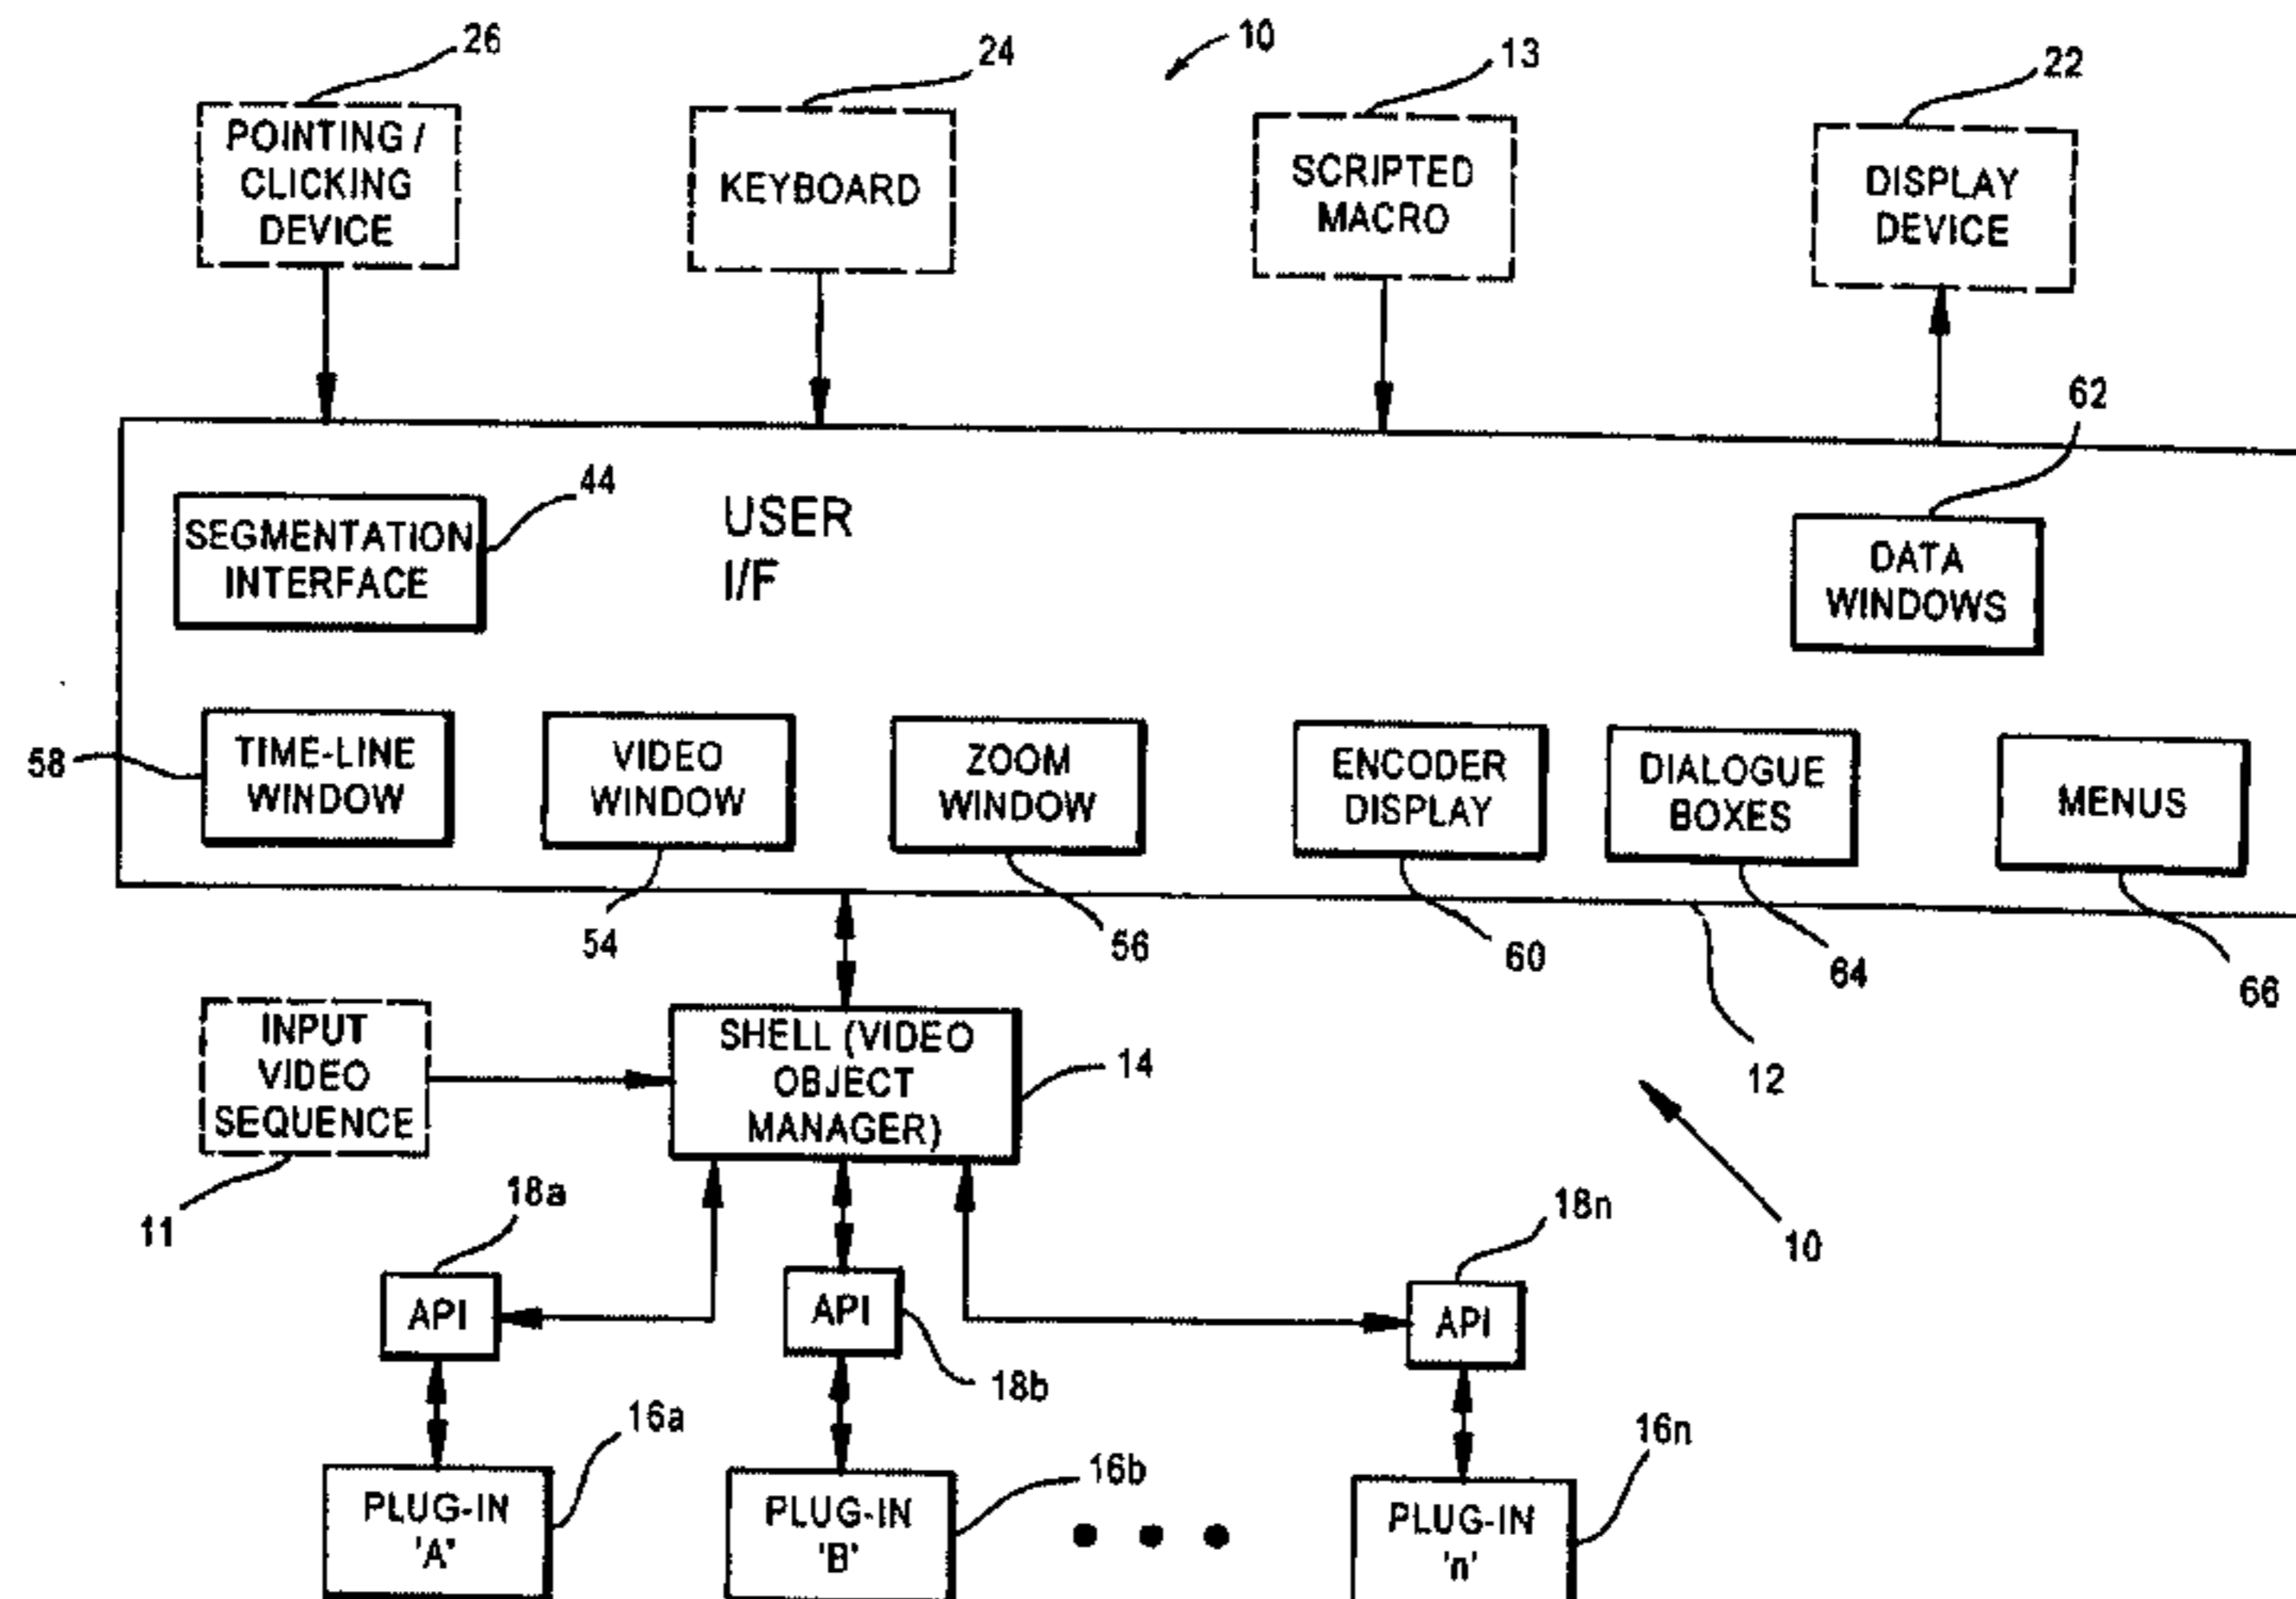 26
24
10
13
22
POINTING /
CLICKING
DEVICE
KEYBOARD
SCRIPTED
MACRO
DISPLAY
DEVICE
62
44
SEGMENTATION
INTERFACE
USER
I/F
DATA
WINDOWS
58
TIME-LINE
WINDOW
VIDEO
WINDOW
ZOOM
WINDOW
ENCODER
DISPLAY
DIALOGUE
BOXES
MENUS
54
56
60
64
66
12
INPUT
VIDEO
SEQUENCE
SHELL (VIDEO
OBJECT
MANAGER)
14
11
10
18a
18n
API
API
API
18b
16a
16b
16n
PLUG-IN
'A'
PLUG-IN
'B'
PLUG-IN
'n'